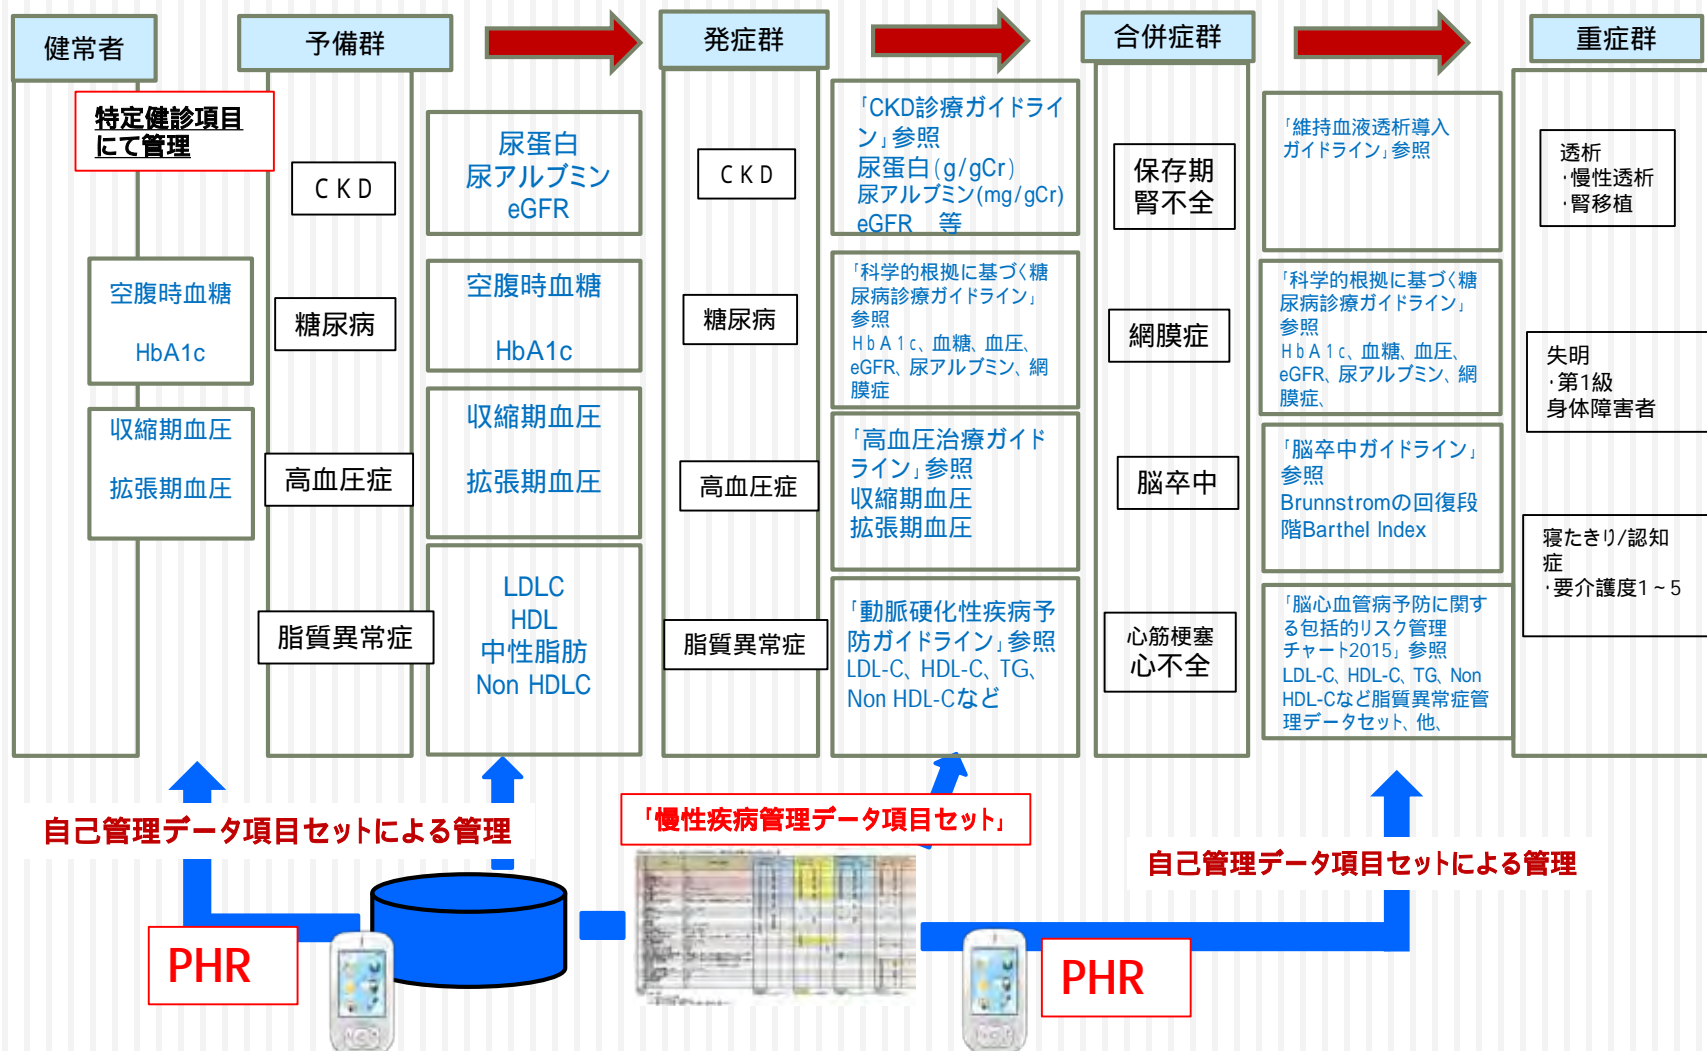 健常者
予備群
発症群
合併症群
重症群
特定健診項目
にて管理
空腹時血糖
HbA1c
収縮期血圧
拡張期血圧
ＣＫＤ
糖尿病
高血圧症
脂質異常症
尿蛋白
尿アルブミン
eGFR
空腹時血糖
HbA1c
収縮期血圧
拡張期血圧
LDLC
HDL
中性脂肪
Non HDLC
ＣＫＤ
糖尿病
高血圧症
脂質異常症
「CKD診療ガイドライ
ン」参照
尿蛋白(g/gCr)
尿アルブミン(mg/gCr)
eGFR　等
「科学的根拠に基づく糖
尿病診療ガイドライン」
参照
ＨｂＡ１ｃ、血糖、血圧、
eGFR、尿アルブミン、網
膜症
「高血圧治療ガイド
ライン」参照
収縮期血圧
拡張期血圧
「動脈硬化性疾病予
防ガイドライン」参照
LDL-C、HDL-C、TG、
Non HDL-Cなど
保存期
腎不全
網膜症
脳卒中
心筋梗塞
心不全
「維持血液透析導入
ガイドライン」参照
「科学的根拠に基づく糖
尿病診療ガイドライン」
参照
ＨｂＡ１ｃ、血糖、血圧、
eGFR、尿アルブミン、網
膜症、
「脳卒中ガイドライン」
参照
Brunnstromの回復段
階Barthel Index
「脳心血管病予防に関す
る包括的リスク管理
チャート2015」参照
LDL-C、HDL-C、TG、Non
HDL-Cなど脂質異常症管
理データセット、他、
透析
・慢性透析
・腎移植
失明
・第1級
身体障害者
寝たきり/認知
症
・要介護度1～5
自己管理データ項目セットによる管理
「慢性疾病管理データ項目セット」
自己管理データ項目セットによる管理
PHR
PHR